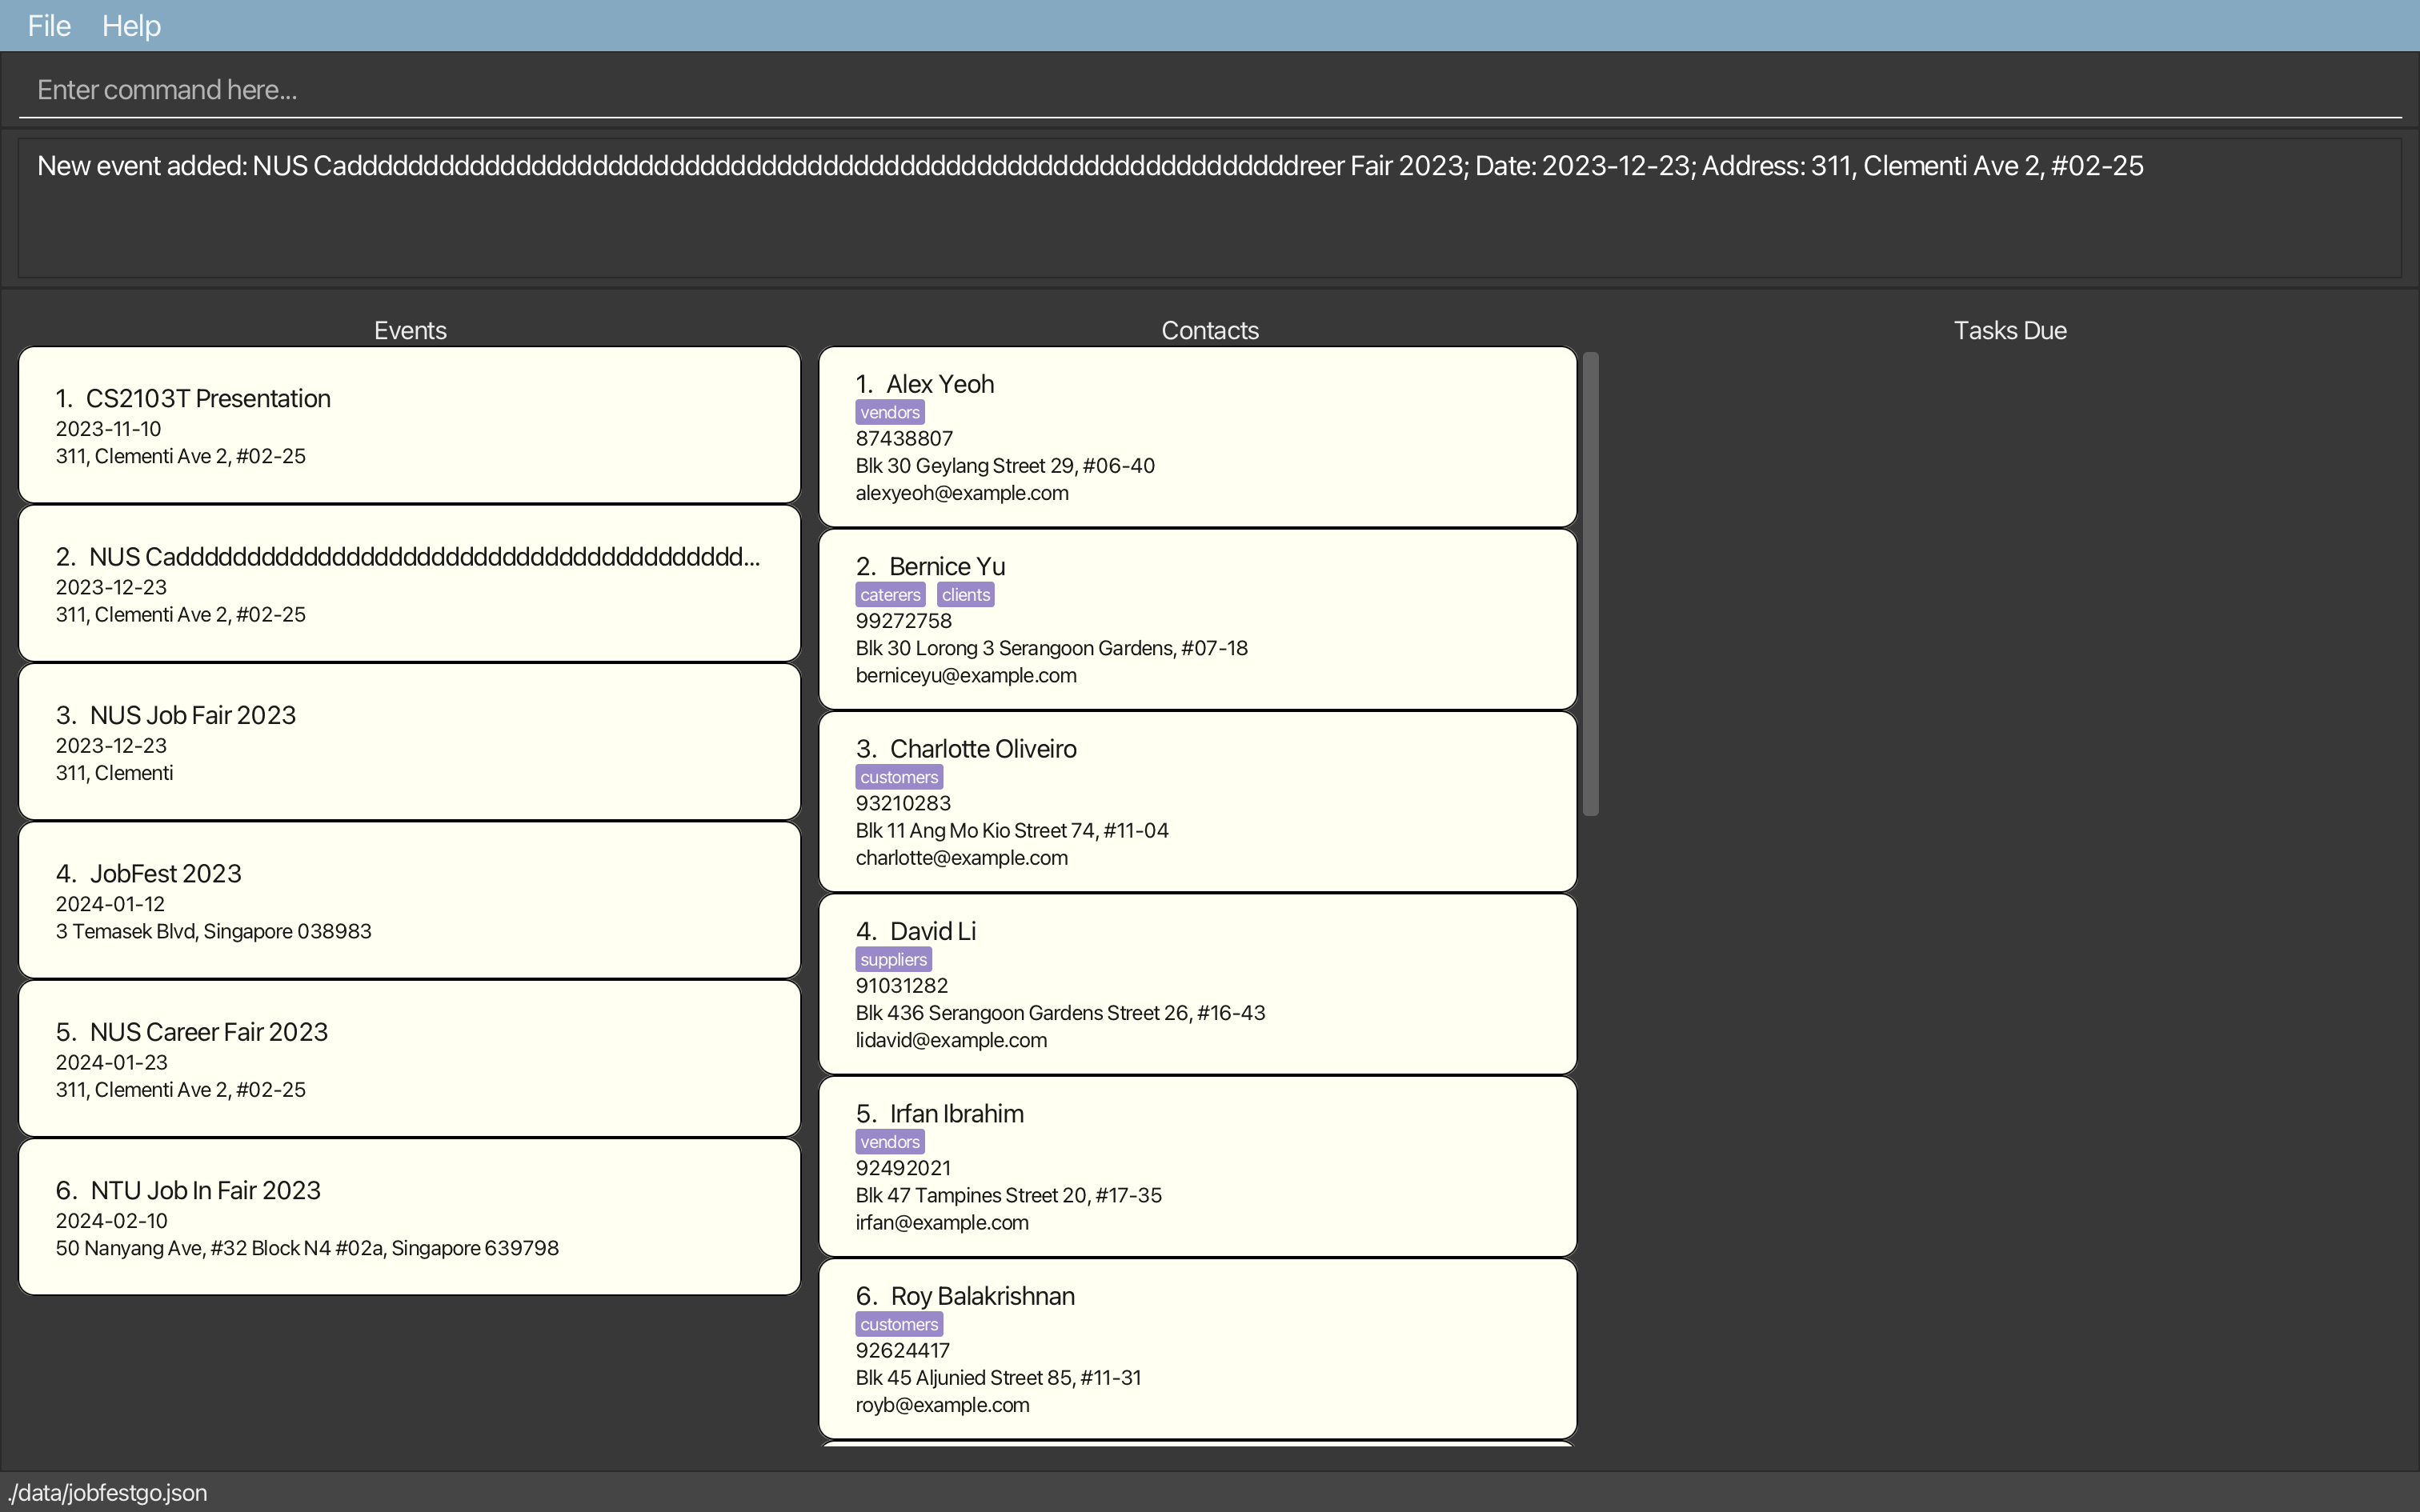 File Help
Enter command here...
New event added: NUS Cadddddddddddddddddddddddddddddddddddddddddddddddddddddddddddddddreer Fair 2023; Date: 2023-12-23; Address: 311, Clementi Ave 2, #02-25
Events
1. CS2103T Presentation
2023-11-10
311, Clementi Ave 2, #02-25
2. NUS Caddddddddddddddddddddddddddddddddddddddddd...
2023-12-23
311, Clementi Ave 2, #02-25
3. NUS Job Fair 2023
2023-12-23
311, Clementi
4. JobFest 2023
2024-01-12
3 Temasek Blvd, Singapore 038983
5. NUS Career Fair 2023
2024-01-23
311, Clementi Ave 2, #02-25
6. NTU Job In Fair 2023
2024-02-10
50 Nanyang Ave, #32 Block N4 #02a, Singapore 639798
Contacts
1. Alex Yeoh
vendors
87438807
Blk 30 Geylang Street 29, #06-40
alexyeoh@example.com
2. Bernice Yu
caterers clients
99272758
Blk 30 Lorong 3 Serangoon Gardens, #07-18
berniceyu@example.com
3. Charlotte Oliveiro
customers
93210283
Blk 11 Ang Mo Kio Street 74, #11-04
charlotte@example.com
4. David Li
suppliers
91031282
Blk 436 Serangoon Gardens Street 26, #16-43
lidavid@example.com
5. Irfan Ibrahim
vendors
92492021
Blk 47 Tampines Street 20, #17-35
irfan@example.com
6. Roy Balakrishnan
customers
92624417
Blk 45 Aljunied Street 85, #11-31
royb@example.com
Tasks Due
./data/jobfestgo.json